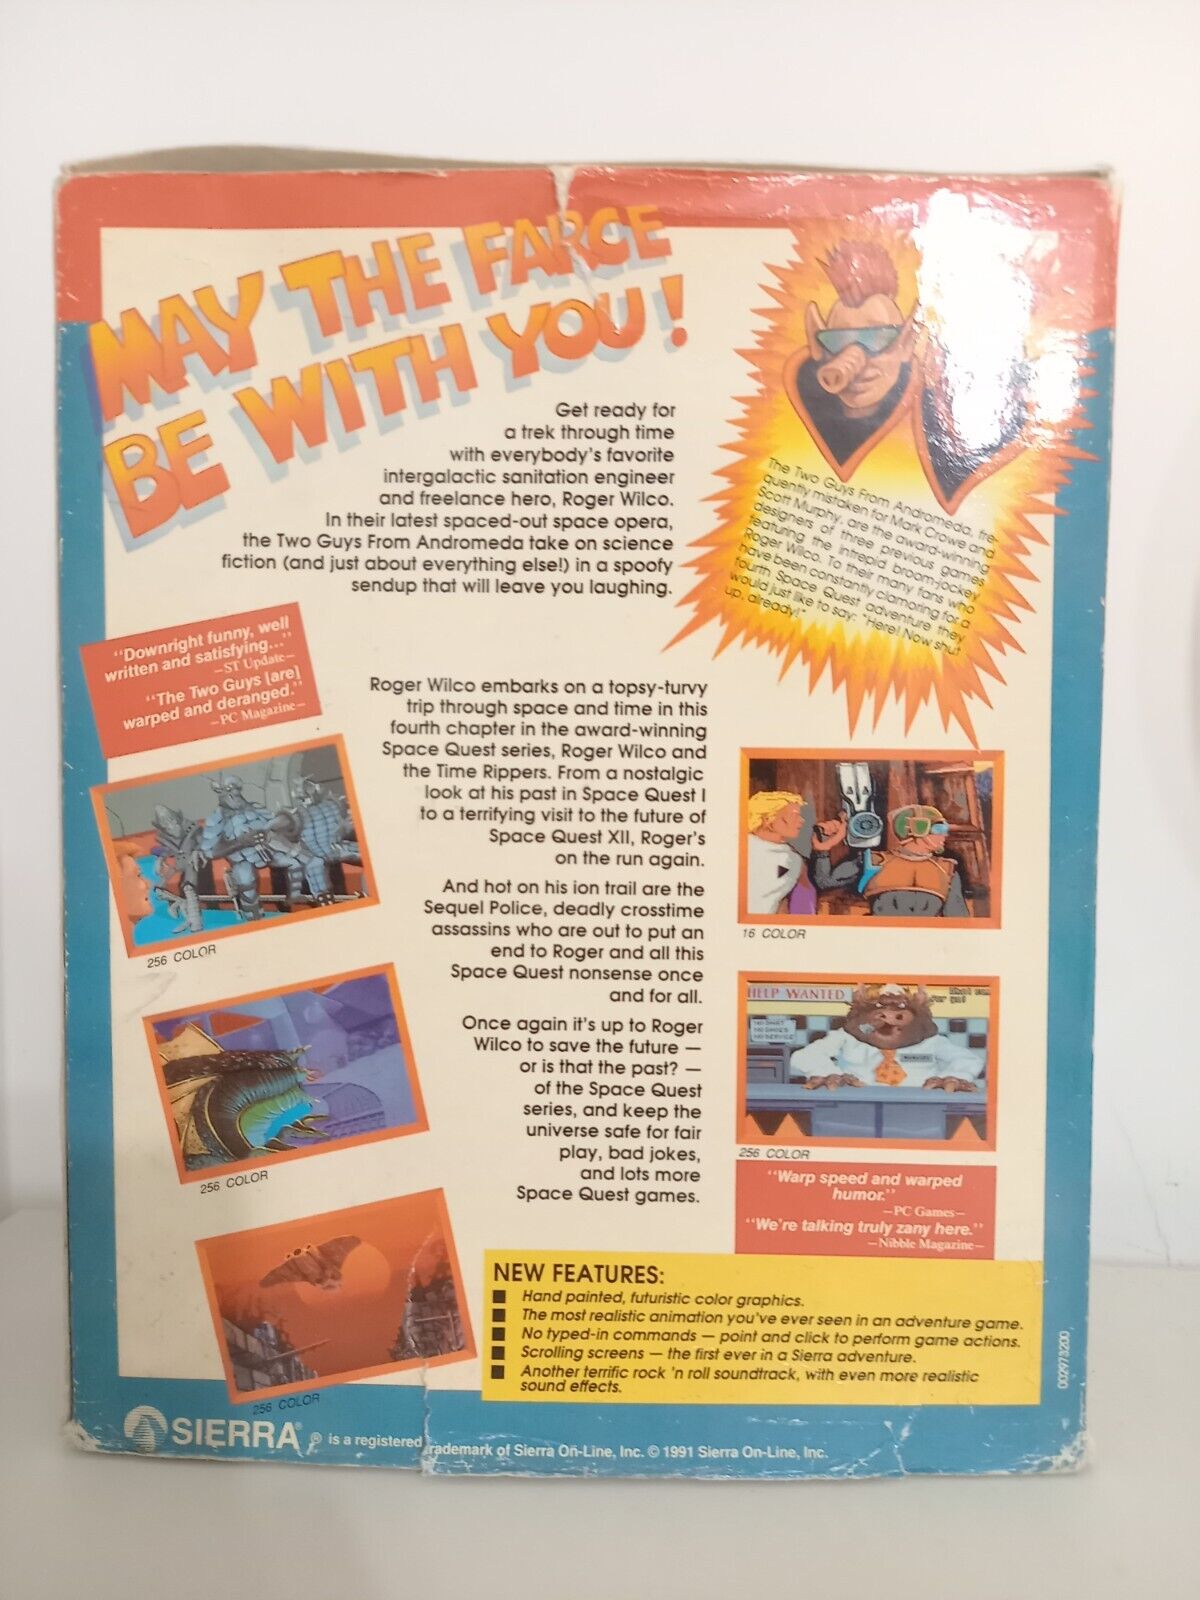 MAY THE FARCE
BE WITH YOU!
Get ready for
a trek through time
with everybody's favorite
intergalactic sanitation engineer
and freelance hero, Roger Wilco.
In their latest spaced-out space opera,
the Two Guys From Andromeda take on science
fiction (and just about everything else!) in a spoofy
sendup that will leave you laughing.
The Two Guys From Andromeda, fre-
quently mistaken for Mark Crowe and
Scott Murphy, are the award-winning
designers of three previous games
featuring the intrepid broom-jockey
Roger Wilco. To their many fans who
have been constantly clamoring for a
fourth Space Quest adventure they
would just like to say: "Here! Now shut
up, already!"
"Downright funny, well
written and satisfying..."
—ST Update—
"The Two Guys [are]
warped and deranged."
—PC Magazine—
Roger Wilco embarks on a topsy-turvy
trip through space and time in this
fourth chapter in the award-winning
Space Quest series, Roger Wilco and
the Time Rippers. From a nostalgic
look at his past in Space Quest I
to a terrifying visit to the future of
Space Quest XII, Roger's
on the run again.
And hot on his ion trail are the
Sequel Police, deadly crosstime
assassins who are out to put an
end to Roger and all this
Space Quest nonsense once
and for all.
Once again it's up to Roger
Wilco to save the future —
or is that the past? —
of the Space Quest
series, and keep the
universe safe for fair
play, bad jokes,
and lots more
Space Quest games.
256 COLOR
256 COLOR
256 COLOR
16 COLOR
HELP WANTED
NO SHIRT
NO SHOES
NO SERVICE
256 COLOR
"Warp speed and warped
humor."
—PC Games—
"We're talking truly zany here."
—Nibble Magazine—
NEW FEATURES:
■ Hand painted, futuristic color graphics.
■ The most realistic animation you've ever seen in an adventure game.
■ No typed-in commands — point and click to perform game actions.
■ Scrolling screens — the first ever in a Sierra adventure.
■ Another terrific rock 'n roll soundtrack, with even more realistic
sound effects.
002973200
SIERRA®
® is a registered trademark of Sierra On-Line, Inc. © 1991 Sierra On-Line, Inc.